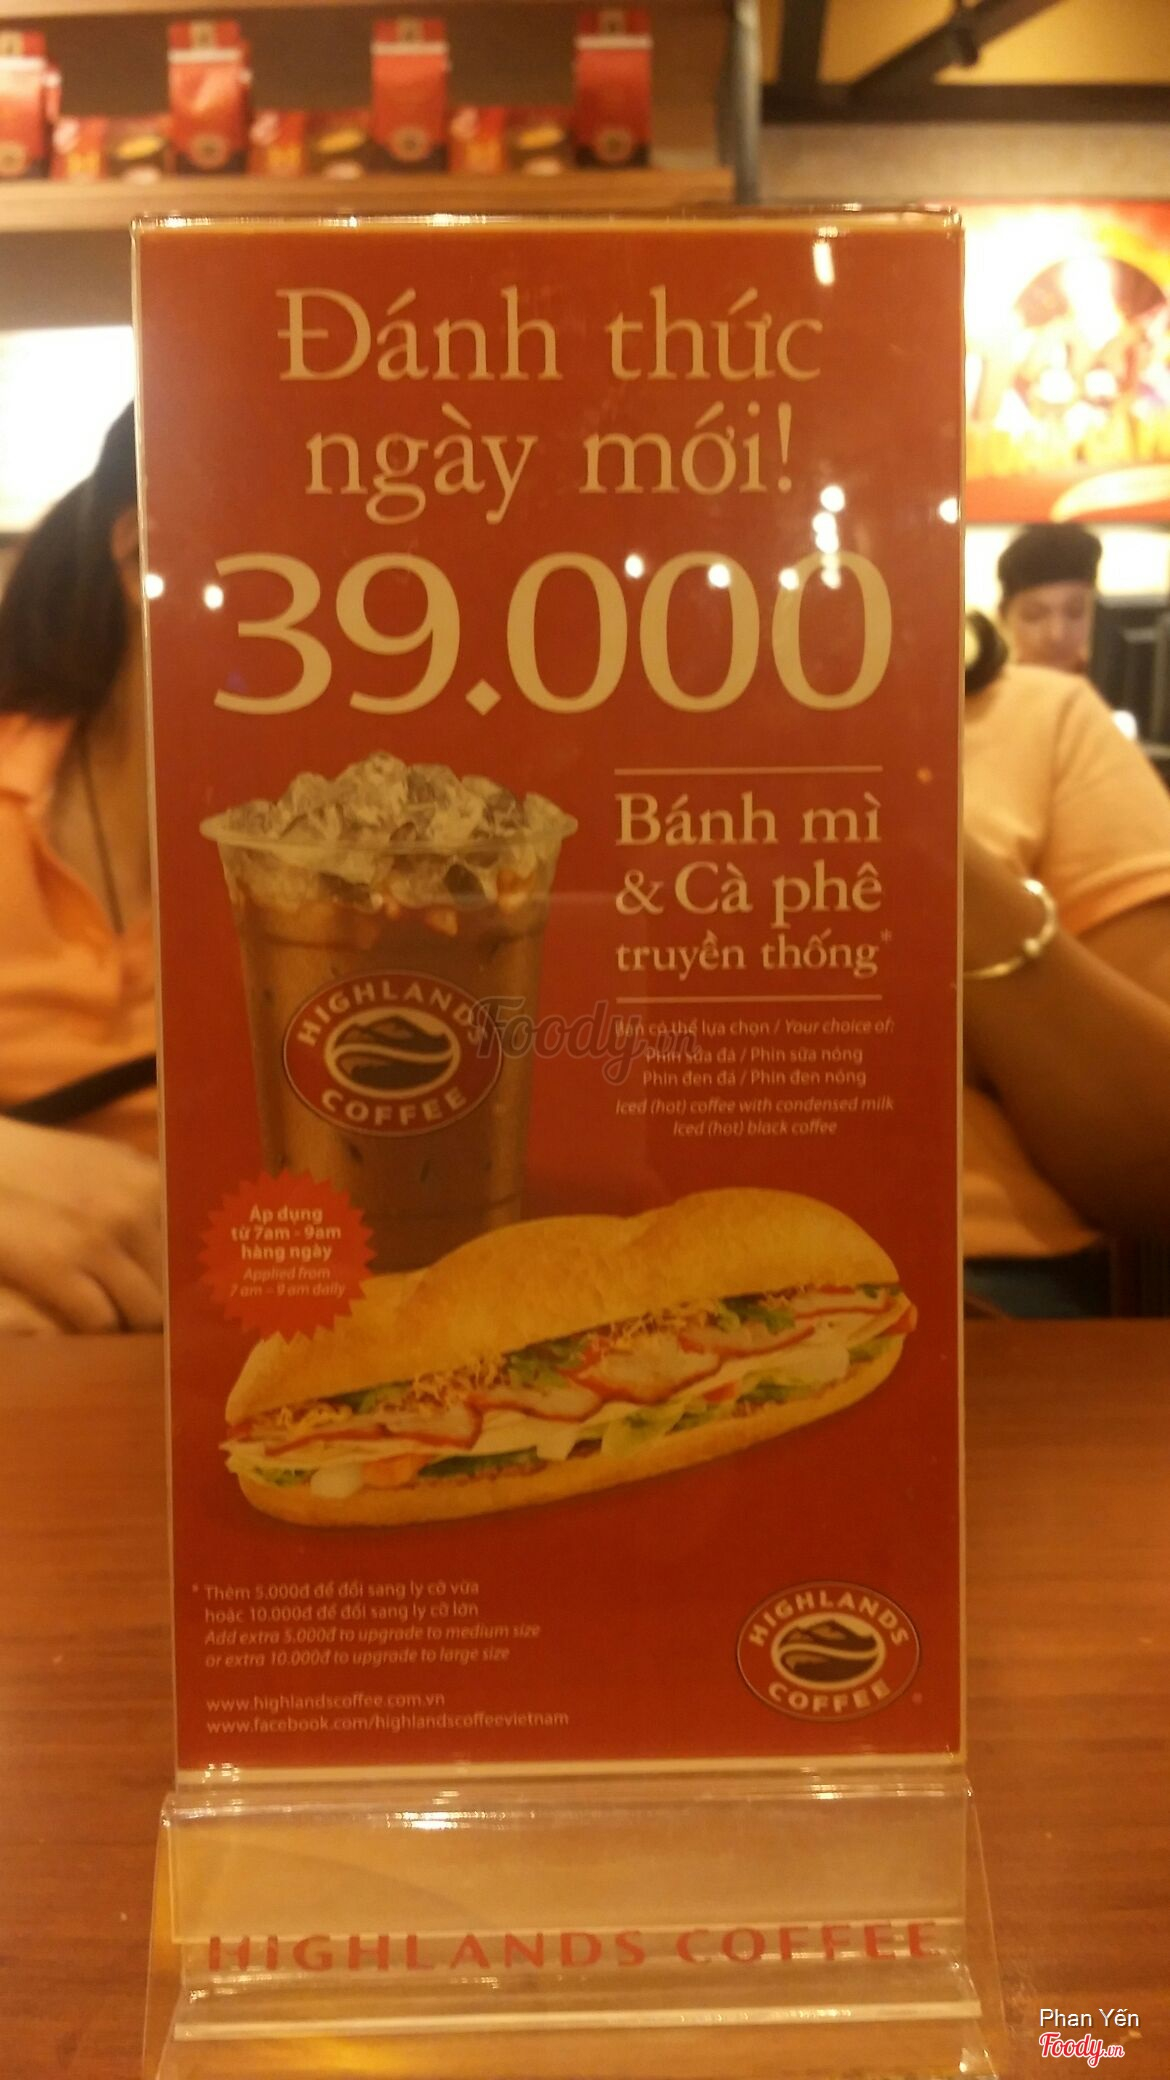 Đánh thức
ngày mới!
39.000
Bánh mì
& Cà phê
truyền thống*
Bạn có thể lựa chọn / Your choice of:
Phin sữa đá / Phin sữa nóng
Phin đen đá / Phin đen nóng
Iced (hot) coffee with condensed milk
Iced (hot) black coffee
HIGHLANDS
COFFEE
Foody.vn
Áp dụng
từ 7am - 9am
hàng ngày
Applied from
7 am – 9 am daily
* Thêm 5.000đ để đổi sang ly cỡ vừa
hoặc 10.000đ để đổi sang ly cỡ lớn
Add extra 5.000đ to upgrade to medium size
or extra 10.000đ to upgrade to large size
www.highlandscoffee.com.vn
www.facebook.com/highlandscoffeevietnam
HIGHLANDS
COFFEE
HIGHLANDS COFFEE
Phan Yến
Foody.vn